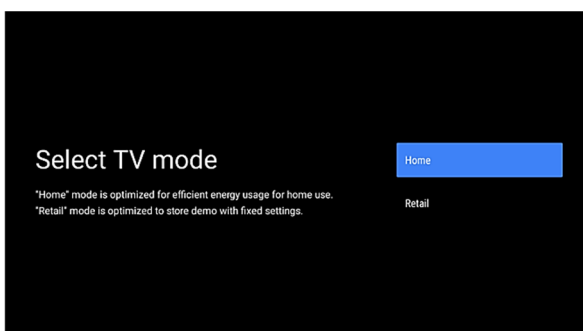 Select TV mode
"Home" mode is optimized for efficient energy usage for home use.
"Retail" mode is optimized to store demo with fixed settings.
Home
Retail